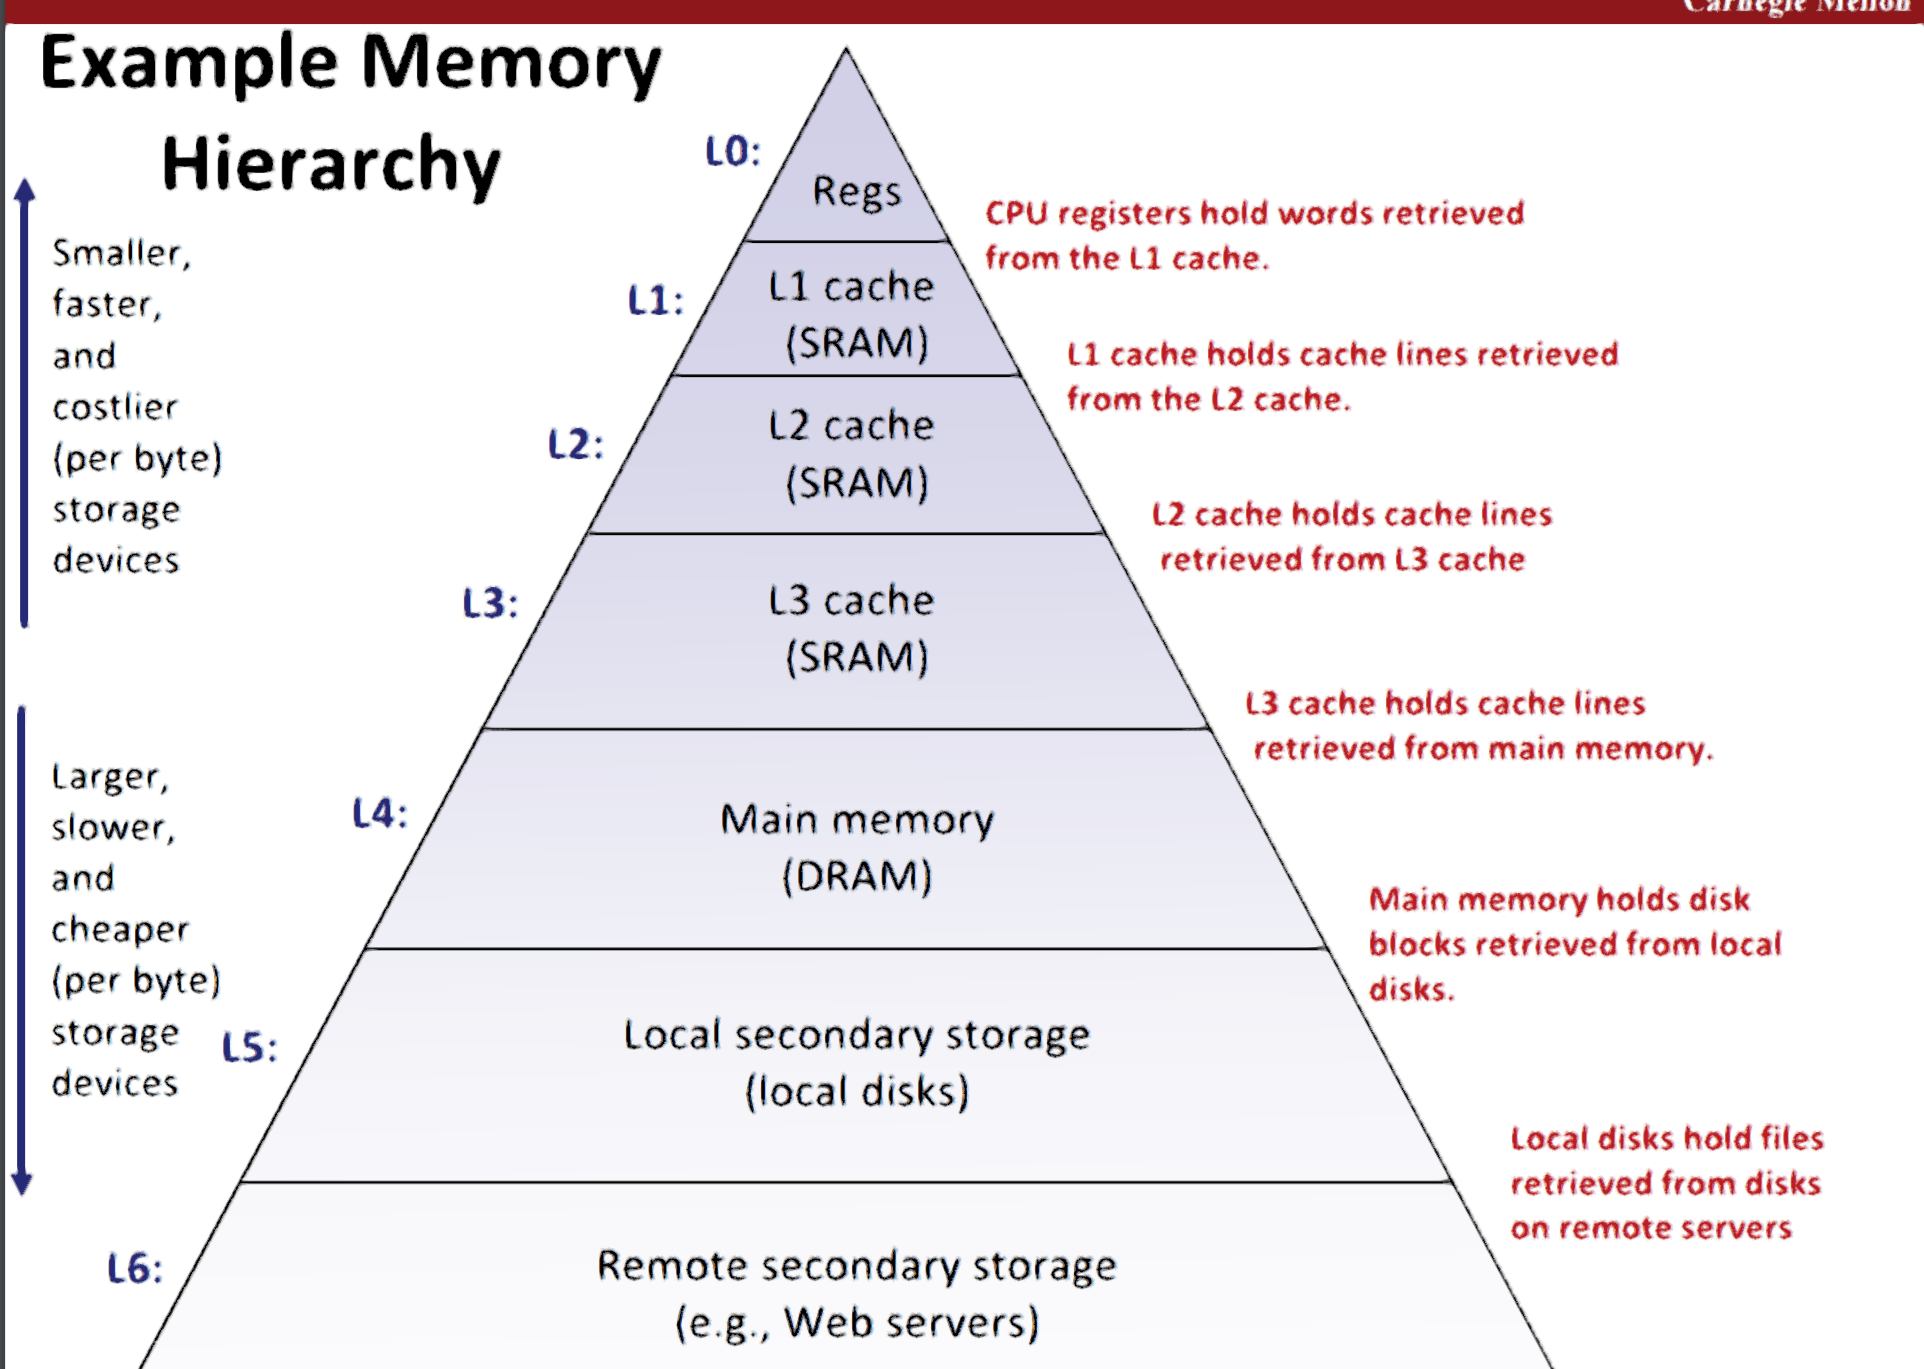 Carnegie Mellon
Example Memory
Hierarchy
L0:
Regs
CPU registers hold words retrieved
from the L1 cache.
L1:
L1 cache
(SRAM)
L1 cache holds cache lines retrieved
from the L2 cache.
L2:
L2 cache
(SRAM)
L2 cache holds cache lines
retrieved from L3 cache
L3:
L3 cache
(SRAM)
L3 cache holds cache lines
retrieved from main memory.
L4:
Main memory
(DRAM)
Main memory holds disk
blocks retrieved from local
disks.
L5:
Local secondary storage
(local disks)
Local disks hold files
retrieved from disks
on remote servers
L6:
Remote secondary storage
(e.g., Web servers)
Smaller,
faster,
and
costlier
(per byte)
storage
devices
Larger,
slower,
and
cheaper
(per byte)
storage
devices